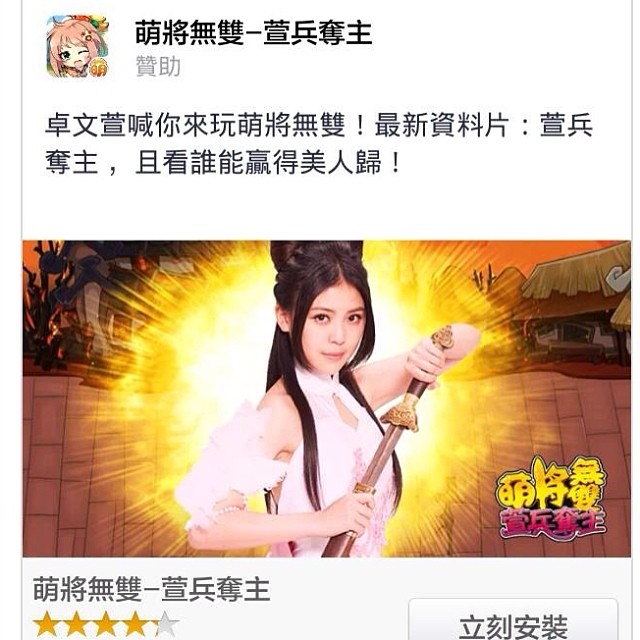 萌將無雙-萱兵奪主
贊助
卓文萱喊你來玩萌將無雙！最新資料片：萱兵
奪主， 且看誰能贏得美人歸！
萌
萌將無雙
萱兵奪主
萌將無雙-萱兵奪主
立刻安裝